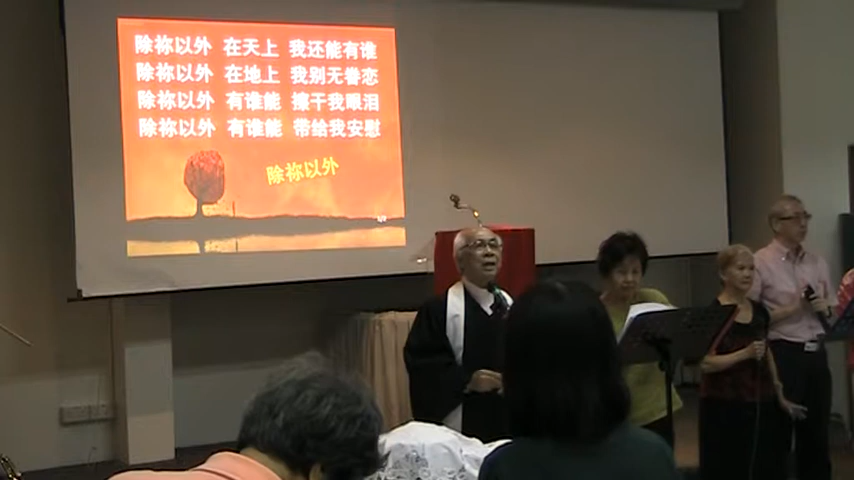 除祢以外 在天上 我还能有谁
除祢以外 在地上 我别无眷恋
除祢以外 有谁能 擦干我眼泪
除祢以外 有谁能 带给我安慰
除祢以外